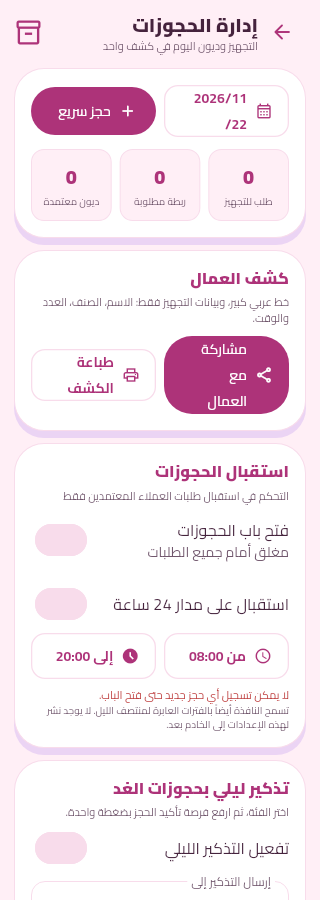 إدارة الحجوزات
التجهيز وديون اليوم في كشف واحد
2026/11
/22
حجز سريع
0
0
0
طلب للتجهيز
ربطة مطلوبة
ديون معتمدة
كشف العمال
خط عربي كبير، وبيانات التجهيز فقط: الاسم، الصنف، العدد
والوقت.
مشاركة
مع
العمال
طباعة
الكشف
استقبال الحجوزات
التحكم في استقبال طلبات العملاء المعتمدين فقط
فتح باب الحجوزات
مغلق أمام جميع الطلبات
استقبال على مدار 24 ساعة
من 08:00
إلى 20:00
لا يمكن تسجيل أي حجز جديد حتى فتح الباب.
تسمح النافذة أيضاً بالفترات العابرة لمنتصف الليل. لا يوجد نشر
لهذه الإعدادات إلى الخادم بعد.
تذكير ليلي بحجوزات الغد
اختر الفئة، ثم ارفع فرصة تأكيد الحجز بضغطة واحدة.
تفعيل التذكير الليلي
إرسال التذكير إلى